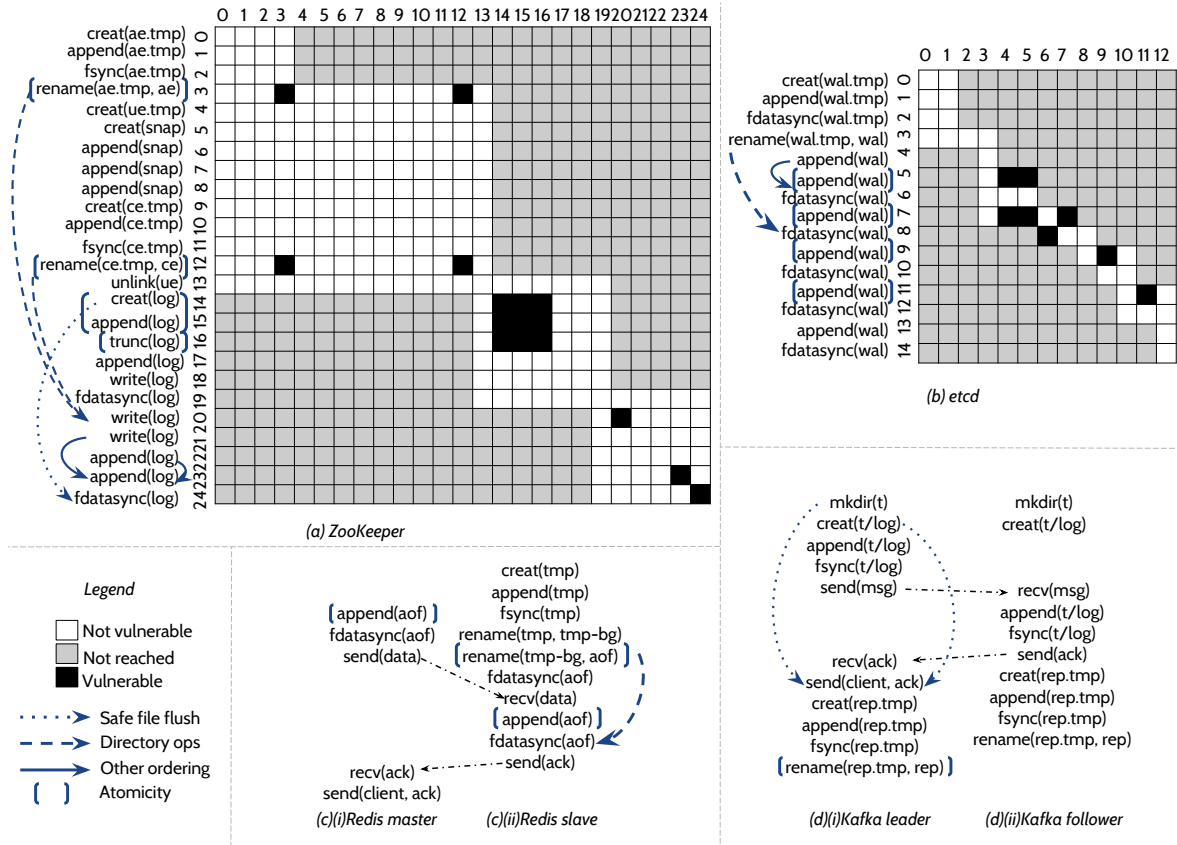 0 1 2 3 4 5 6 7 8 9 10 11 12 13 14 15 16 17 18 19 20 21 22 23 24
creat(ae.tmp) 0
append(ae.tmp) 1
fsync(ae.tmp) 2
rename(ae.tmp, ae) 3
creat(ue.tmp) 4
creat(snap) 5
append(snap) 6
append(snap) 7
append(snap) 8
creat(ce.tmp) 9
append(ce.tmp) 10
fsync(ce.tmp) 11
rename(ce.tmp, ce) 12
unlink(ue) 13
creat(log) 14
append(log) 15
trunc(log) 16
append(log) 17
write(log) 18
fdatasync(log) 19
write(log) 20
write(log) 21
append(log) 22
append(log) 23
fdatasync(log) 24
(a) ZooKeeper
0 1 2 3 4 5 6 7 8 9 10 11 12
creat(wal.tmp) 0
append(wal.tmp) 1
fdatasync(wal.tmp) 2
rename(wal.tmp, wal) 3
append(wal) 4
append(wal) 5
fdatasync(wal) 6
append(wal) 7
fdatasync(wal) 8
append(wal) 9
fdatasync(wal) 10
append(wal) 11
fdatasync(wal) 12
append(wal) 13
fdatasync(wal) 14
(b) etcd
Legend
Not vulnerable
Not reached
Vulnerable
Safe file flush
Directory ops
Other ordering
Atomicity
append(aof)
fdatasync(aof)
send(data)
recv(ack)
send(client, ack)
(c)(i)Redis master
creat(tmp)
append(tmp)
fsync(tmp)
rename(tmp, tmp-bg)
rename(tmp-bg, aof)
fdatasync(aof)
recv(data)
append(aof)
fdatasync(aof)
send(ack)
(c)(ii)Redis slave
mkdir(t)
creat(t/log)
append(t/log)
fsync(t/log)
send(msg)
recv(ack)
send(client, ack)
creat(rep.tmp)
append(rep.tmp)
fsync(rep.tmp)
rename(rep.tmp, rep)
(d)(i)Kafka leader
mkdir(t)
creat(t/log)
recv(msg)
append(t/log)
fsync(t/log)
send(ack)
creat(rep.tmp)
append(rep.tmp)
fsync(rep.tmp)
rename(rep.tmp, rep)
(d)(ii)Kafka follower